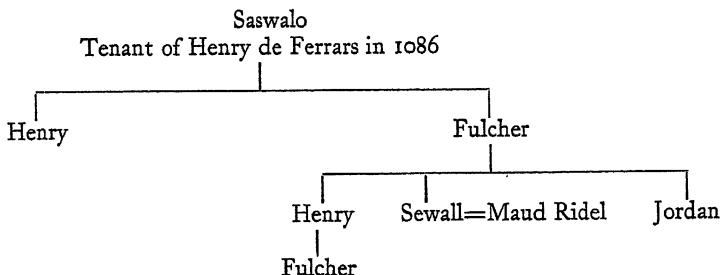 Saswalo
Tenant of Henry de Ferrars in 1086
Henry
Fulcher
Henry
Sewall=Maud Ridel
Jordan
Fulcher